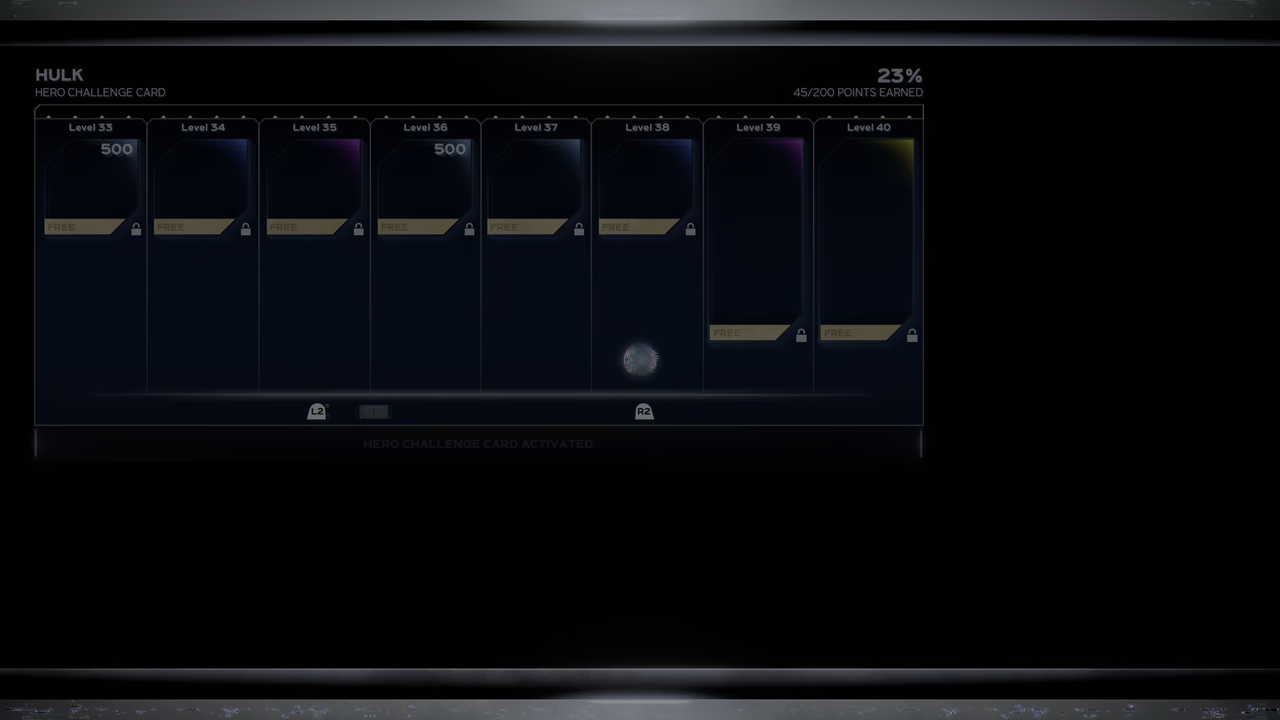 HULK
23%
HERO CHALLENGE CARD
45/200 POINTS EARNED
Level 33 Level 34 Level 35 Level 36 Level 37 Level 38 Level 39 Level 40
500 500
FREE FREE FREE FREE FREE FREE
FREE FREE
L2 R2
HERO CHALLENGE CARD ACTIVATED